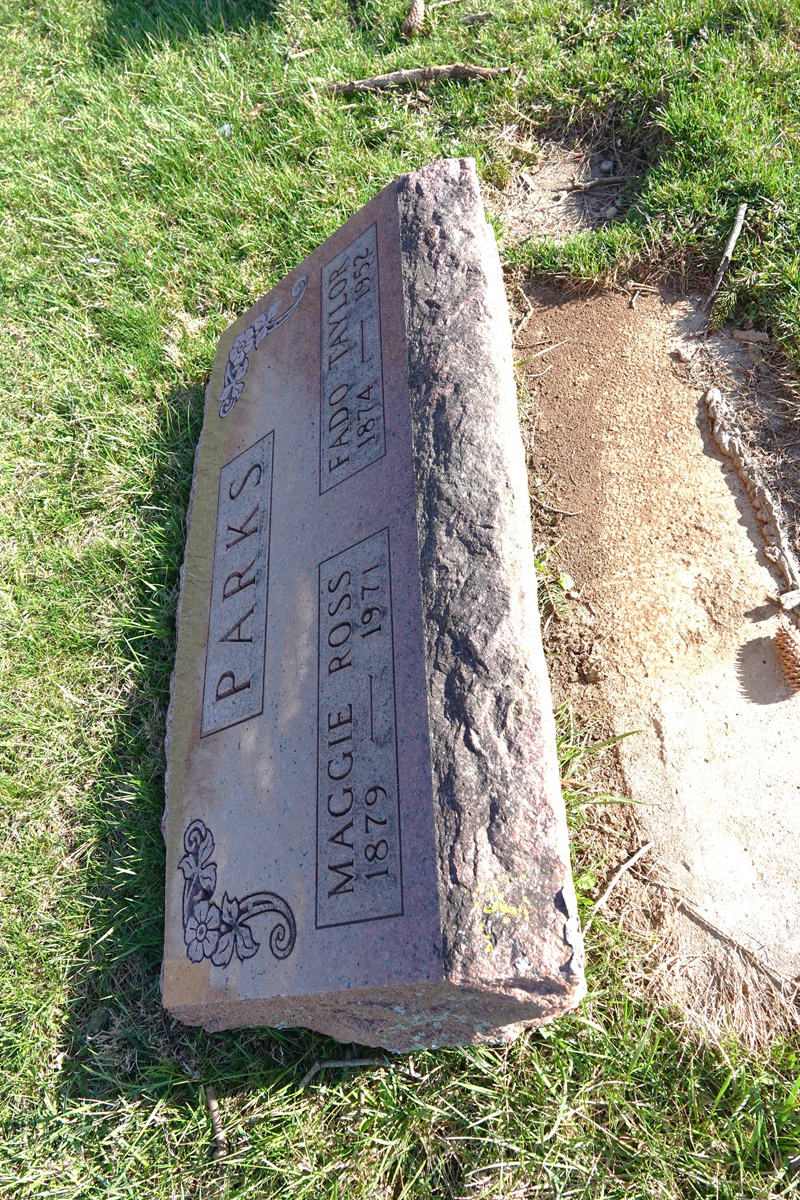 PARKS
MAGGIE ROSS
1879 — 1971
FADO TAYLOR
1874 — 1952